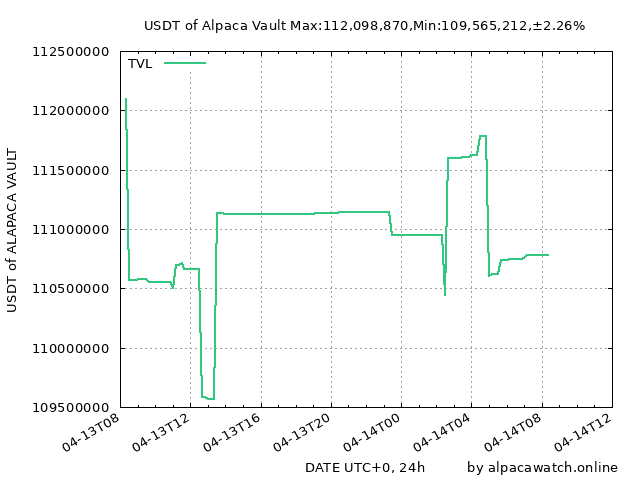 USDT of Alpaca Vault Max:112,098,870,Min:109,565,212,±2.26%
112500000
TVL
112000000
111500000
111000000
110500000
110000000
109500000
USDT of ALAPACA VAULT
04-13T08 04-13T12 04-13T16 04-13T20 04-14T00 04-14T04 04-14T08 04-14T12
DATE UTC+0, 24h by alpacawatch.online